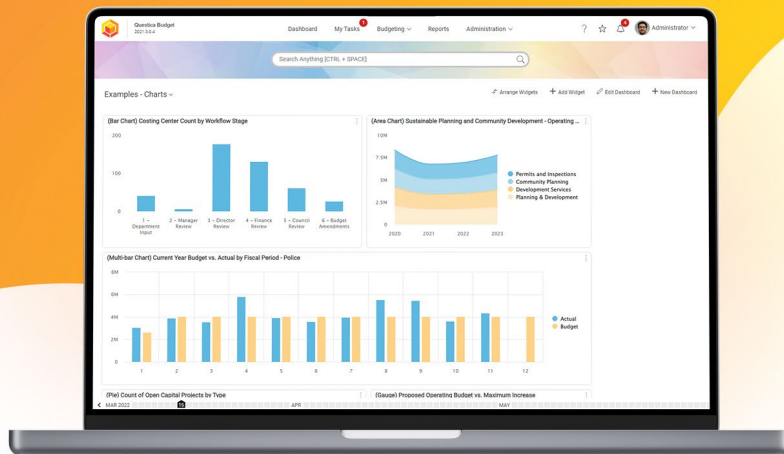 Questica Budget
2021.3.0.4
Dashboard
My Tasks
1
Budgeting
Reports
Administration
?
4
Administrator
Search Anything [CTRL + SPACE]
Examples - Charts
Arrange Widgets
Add Widget
Edit Dashboard
New Dashboard
(Bar Chart) Costing Center Count by Workflow Stage
200
100
0
1 –
Department
Input
2 – Manager
Review
3 – Director
Review
4 – Finance
Review
5 – Council
Review
6 – Budget
Amendments
(Area Chart) Sustainable Planning and Community Development - Operating ...
10M
7.5M
5M
2.5M
0
2020
2021
2022
2023
Permits and Inspections
Community Planning
Development Services
Planning & Development
(Multi-bar Chart) Current Year Budget vs. Actual by Fiscal Period - Police
8M
6M
4M
2M
0
1
2
3
4
5
6
7
8
9
10
11
12
Actual
Budget
(Pie) Count of Open Capital Projects by Type
(Gauge) Proposed Operating Budget vs. Maximum Increase
MAR 2022
APR
MAY